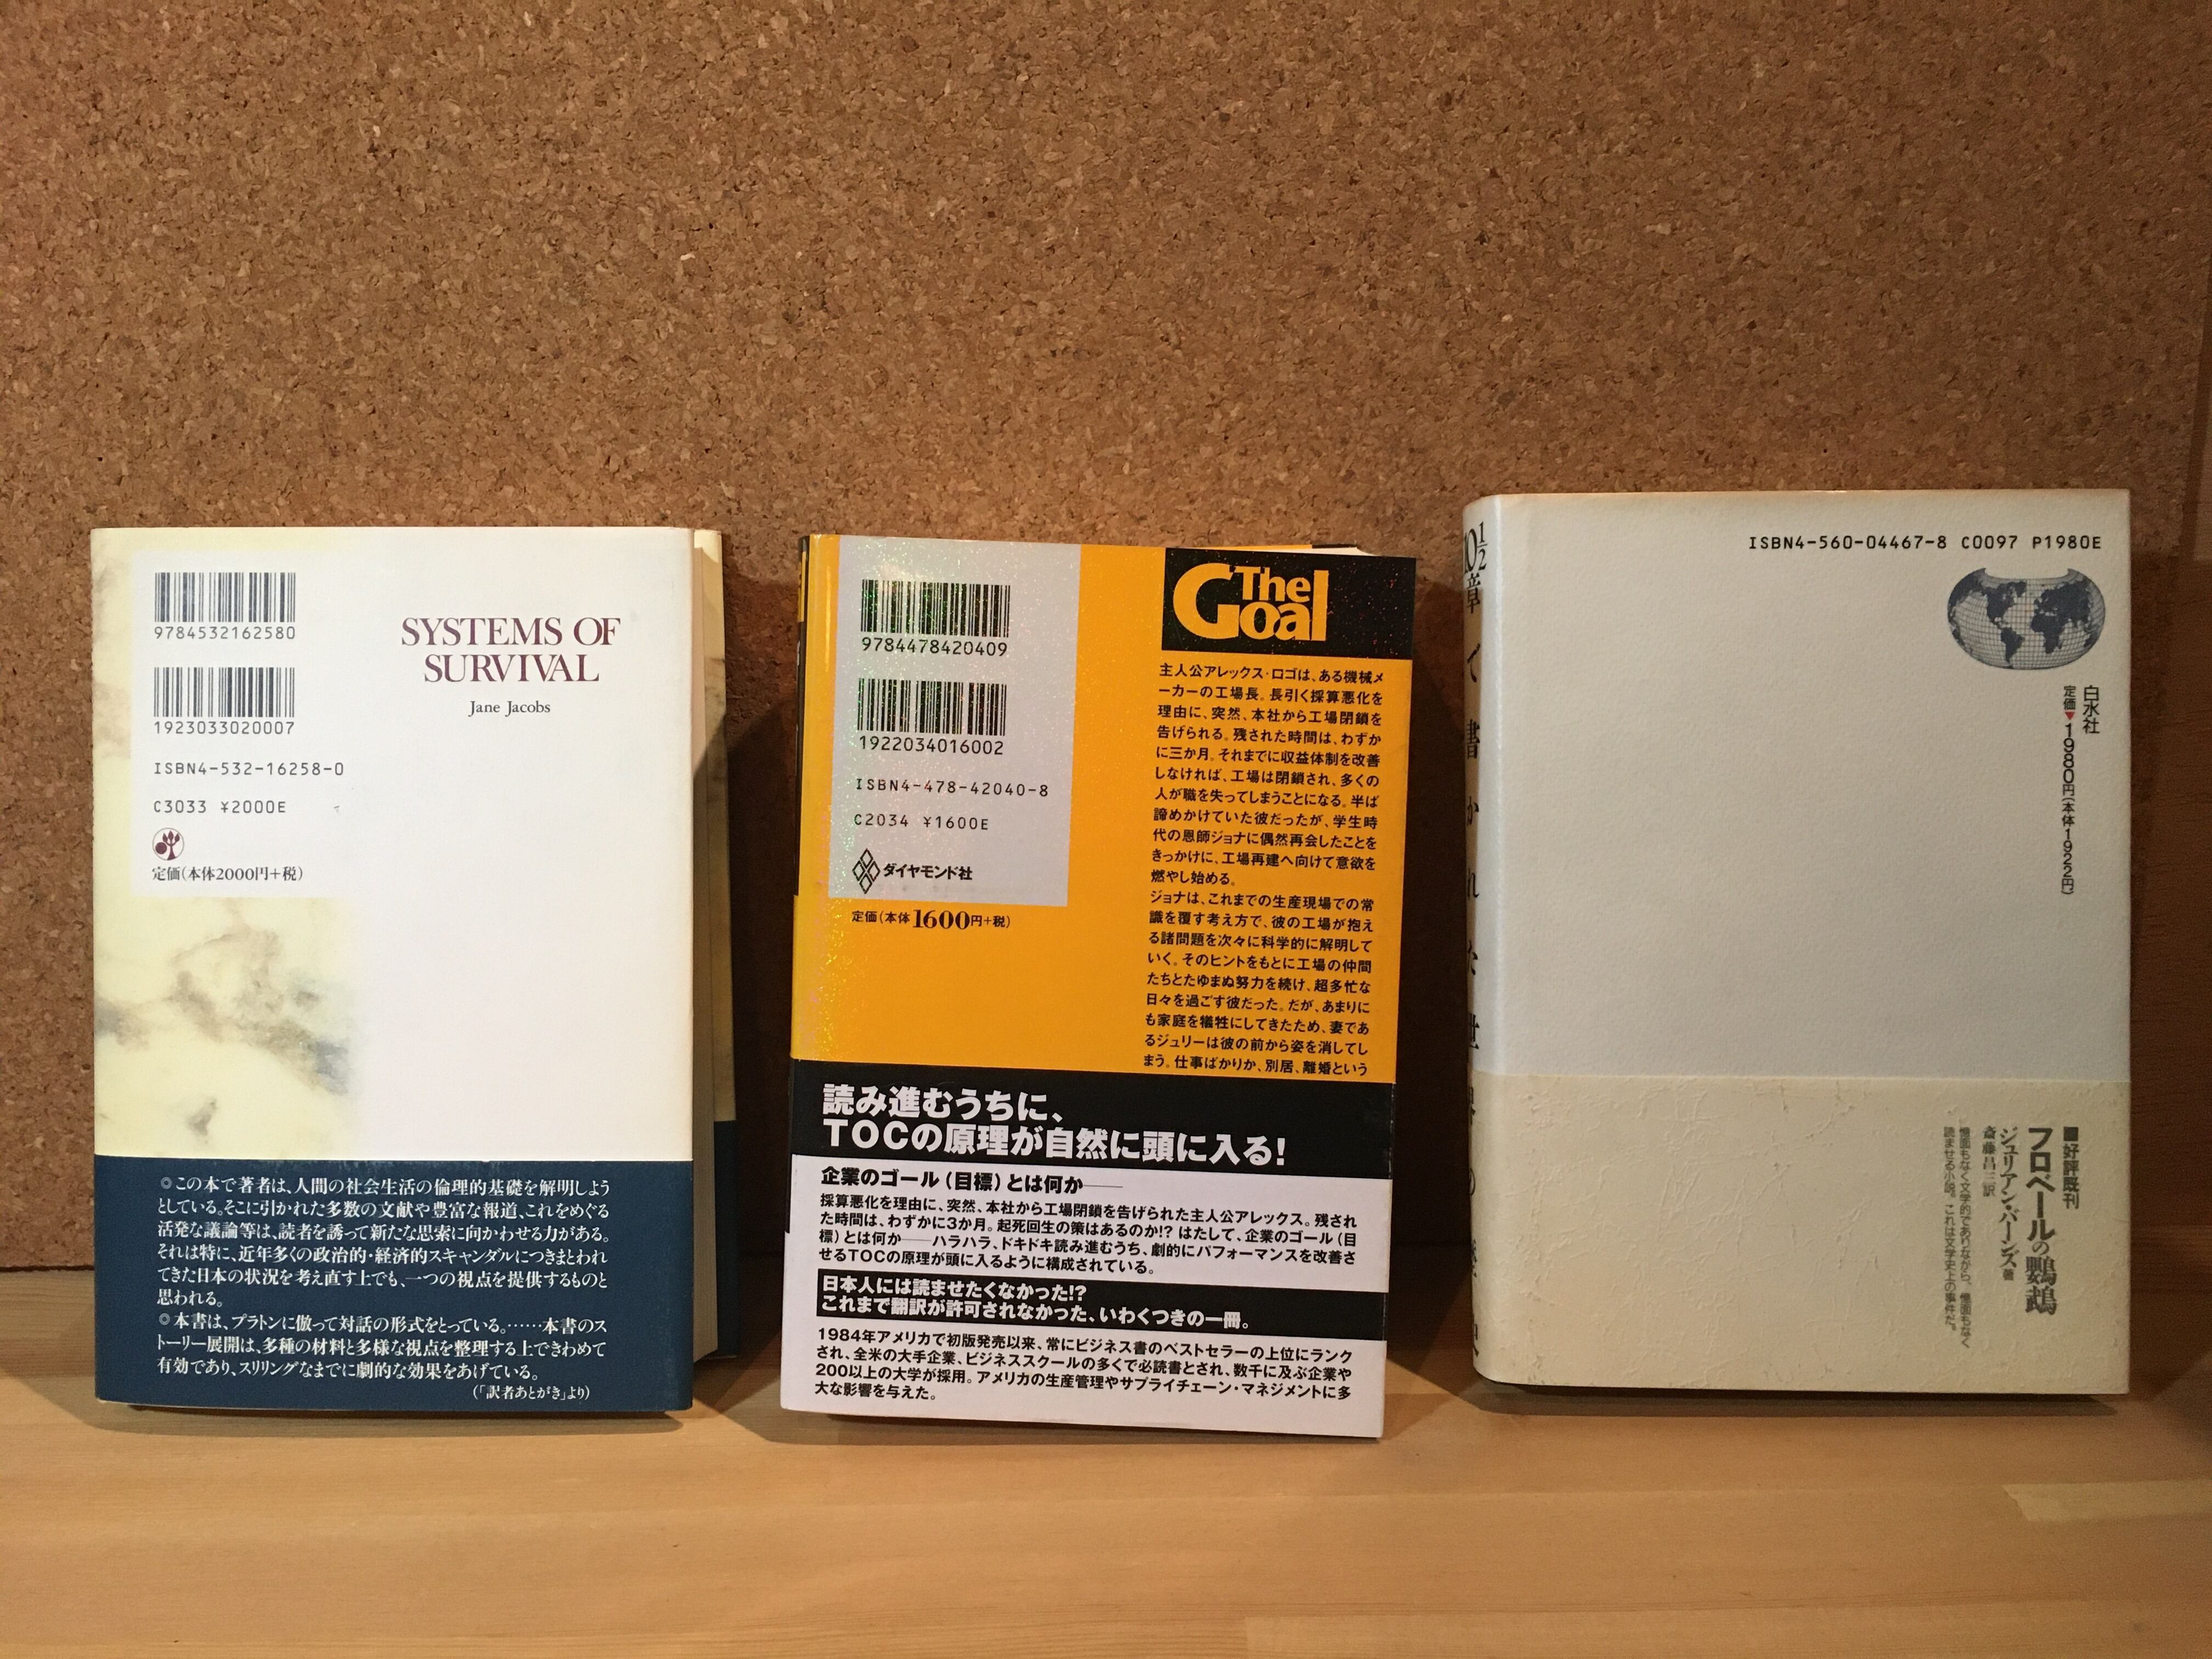 9784532162580
1923033020007
ISBN4-532-16258-0
C3033 ¥2000E
定価(本体2000円+税)
SYSTEMS OF
SURVIVAL
Jane Jacobs
◎この本で著者は、人間の社会生活の倫理的基礎を解明しよう
としている。そこに引かれた多数の文献や豊富な報道、これをめぐる
活発な議論等は、読者を誘って新たな思索に向かわせる力がある。
それは特に、近年多くの政治的・経済的スキャンダルにつきまとわれ
てきた日本の状況を考え直す上でも、一つの視点を提供するものと
思われる。
◎本書は、プラトンに倣って対話の形式をとっている。……本書のス
トーリー展開は、多種の材料と多様な視点を整理する上できわめて
有効であり、スリリングなまでに劇的な効果をあげている。
(「訳者あとがき」より)
9784478420409
1922034016002
ISBN4-478-42040-8
C2034 ¥1600E
ダイヤモンド社
定価(本体1600円+税)
The
Goal
主人公アレックス・ロゴは、ある機械メ
ーカーの工場長。長引く採算悪化を
理由に、突然、本社から工場閉鎖を
告げられる。残された時間は、わずか
に三か月。それまでに収益体制を改善
しなければ、工場は閉鎖され、多くの
人が職を失ってしまうことになる。半ば
諦めかけていた彼だったが、学生時
代の恩師ジョナに偶然再会したことを
きっかけに、工場再建へ向けて意欲を
燃やし始める。
ジョナは、これまでの生産現場での常
識を覆す考え方で、彼の工場が抱え
る諸問題を次々に科学的に解明して
いく。そのヒントをもとに工場の仲間
たちとたゆまぬ努力を続け、超多忙な
日々を過ごす彼だった。だが、あまりに
も家庭を犠牲にしてきたため、妻であ
るジュリーは彼の前から姿を消してし
まう。仕事ばかりか、別居、離婚という
読み進むうちに、
TOCの原理が自然に頭に入る!
企業のゴール(目標)とは何か──
採算悪化を理由に、突然、本社から工場閉鎖を告げられた主人公アレックス。残され
た時間は、わずかに3か月。起死回生の策はあるのか!? はたして、企業のゴール(目
標)とは何か──ハラハラ、ドキドキ読み進むうち、劇的にパフォーマンスを改善さ
せるTOCの原理が頭に入るように構成されている。
日本人には読ませたくなかった!?
これまで翻訳が許可されなかった、いわくつきの一冊。
1984年アメリカで初版発売以来、常にビジネス書のベストセラーの上位にランク
され、全米の大手企業、ビジネススクールの多くで必読書とされ、数千に及ぶ企業や
200以上の大学が採用。アメリカの生産管理やサプライチェーン・マネジメントに多
大な影響を与えた。
10 1/2章で書かれた世界の
ISBN4-560-04467-8 C0097 P1980E
白水社
定価▼1980円(本体1922円)
■好評既刊
フロベールの鸚鵡
ジュリアン・バーンズ著
斎藤昌三訳
憶面もなく文学的でありながら、憶面もなく
読ませる小説。これは文学史上の事件だ。